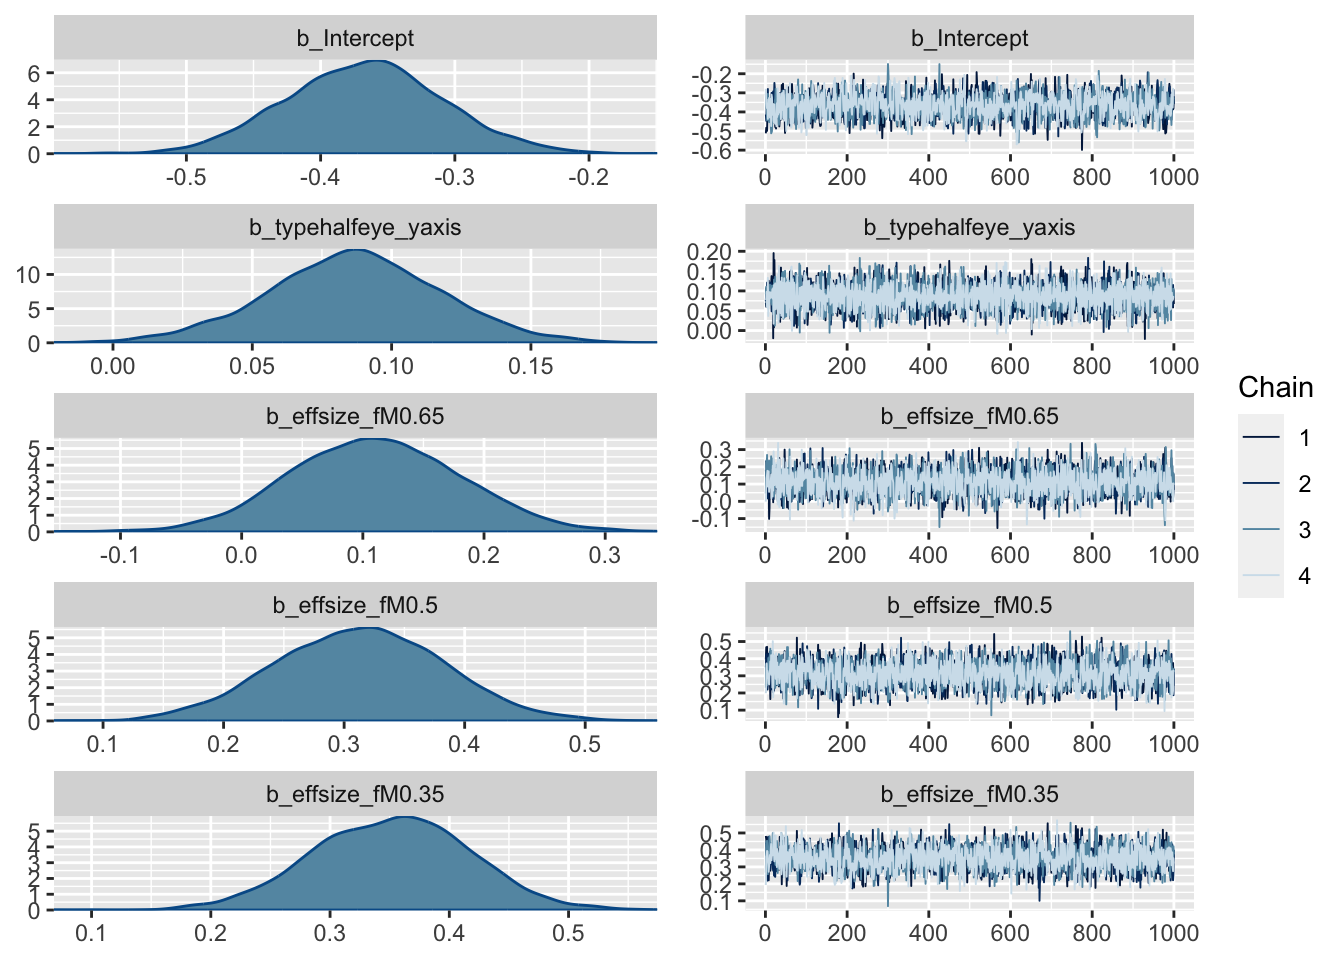 b_Intercept
6
4
2
0
-0.5 -0.4 -0.3 -0.2
b_Intercept
-0.2
-0.3
-0.4
-0.5
-0.6
0 200 400 600 800 1000
b_typehalfeye_yaxis
10
5
0
0.00 0.05 0.10 0.15
b_typehalfeye_yaxis
0.20
0.15
0.10
0.05
0.00
0 200 400 600 800 1000
b_effsize_fM0.65
5
4
3
2
1
0
-0.1 0.0 0.1 0.2 0.3
b_effsize_fM0.65
0.3
0.2
0.1
0.0
-0.1
0 200 400 600 800 1000
b_effsize_fM0.5
5
4
3
2
1
0
0.1 0.2 0.3 0.4 0.5
b_effsize_fM0.5
0.5
0.4
0.3
0.2
0.1
0 200 400 600 800 1000
b_effsize_fM0.35
5
4
3
2
1
0
0.1 0.2 0.3 0.4 0.5
b_effsize_fM0.35
0.5
0.4
0.3
0.2
0.1
0 200 400 600 800 1000
Chain
1
2
3
4